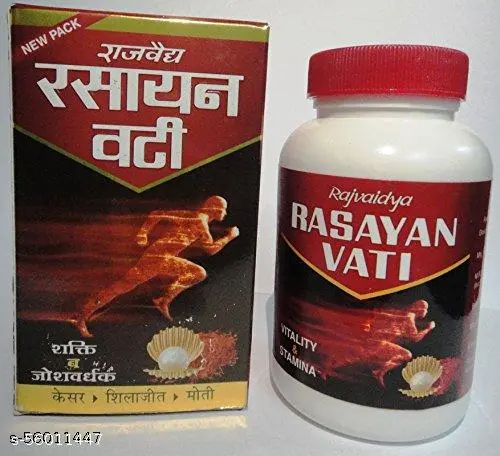 NEW PACK
राजवैद्य
रसायन
वटी
शक्ति
व
जोशवर्धक
केसर ▸ शिलाजीत ▸ मोती
Rajvaidya
RASAYAN
VATI
VITALITY
&
STAMINA
s-56011447